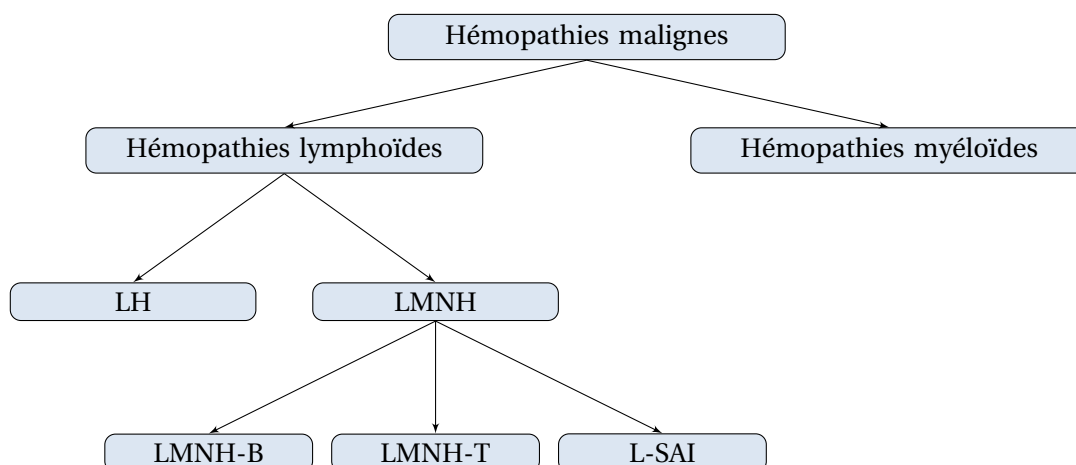 Hémopathies malignes
Hémopathies lymphoïdes
Hémopathies myéloïdes
LH
LMNH
LMNH-B
LMNH-T
L-SAI